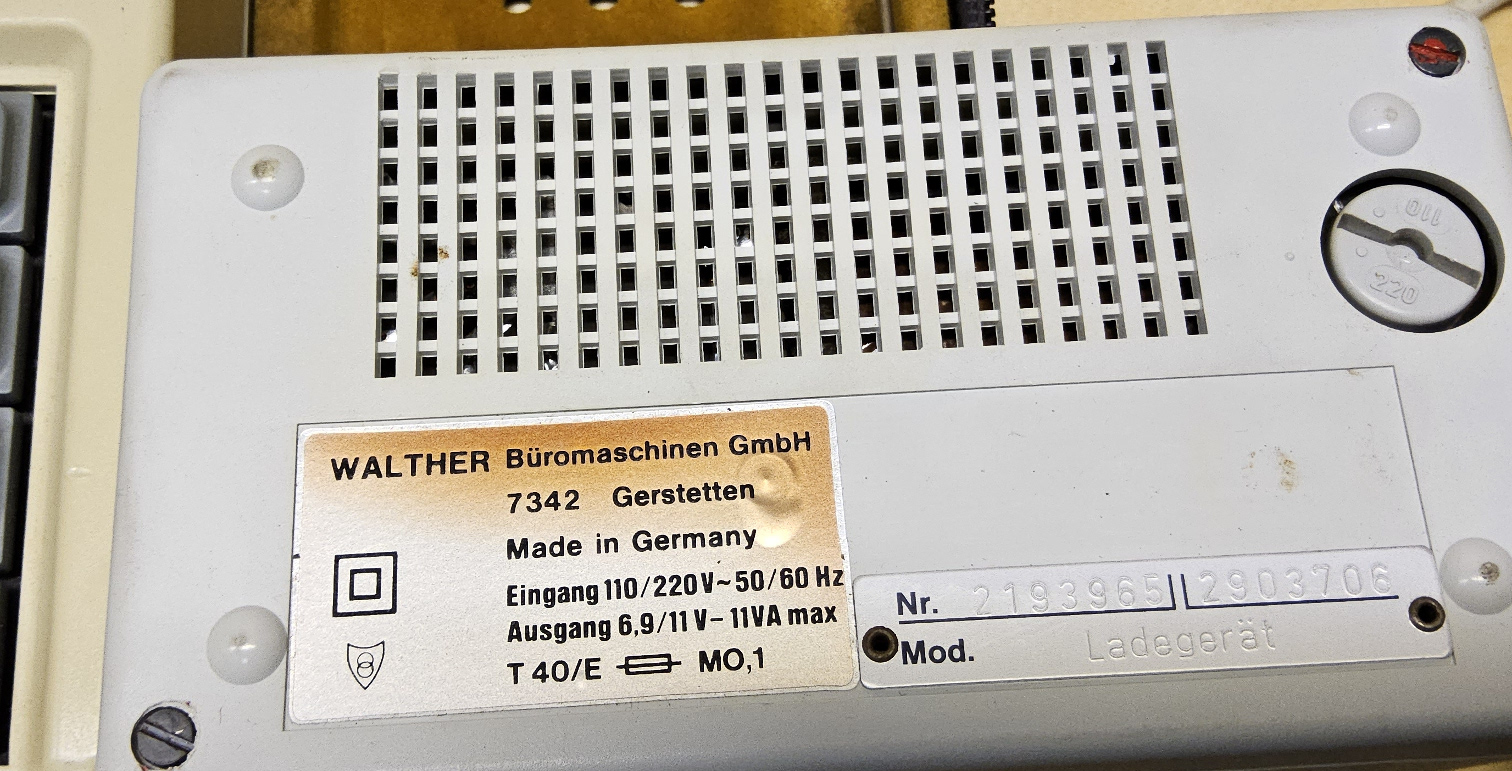 110
220
WALTHER Büromaschinen GmbH
7342 Gerstetten
Made in Germany
Eingang 110/220V~50/60 Hz
Ausgang 6,9/11 V– 11VA max
T 40/E MO,1
Nr. 2193965 2903706
Mod. Ladegerät